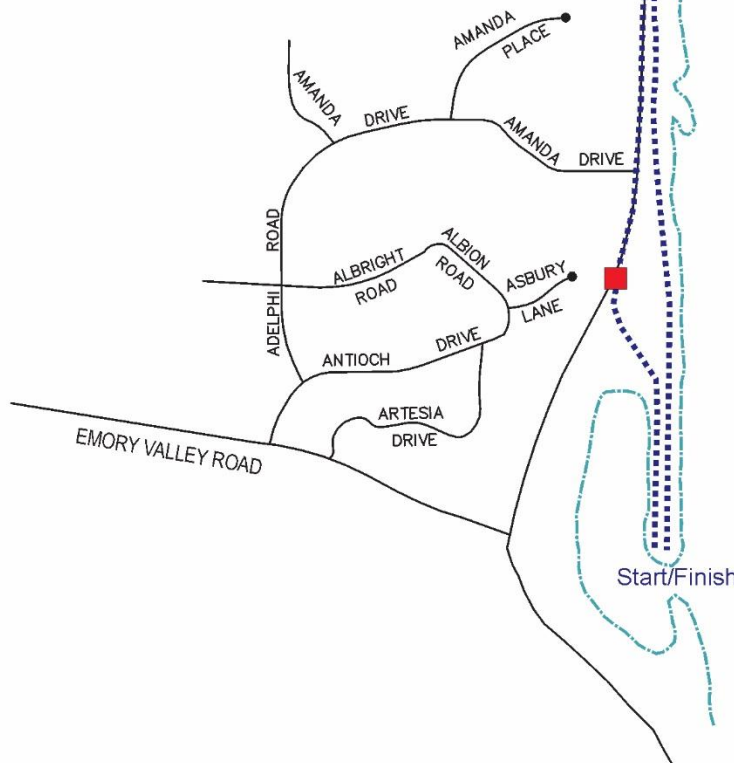 AMANDA
PLACE
AMANDA
DRIVE
AMANDA
DRIVE
ADELPHI
ROAD
ALBRIGHT
ROAD
ALBION
ROAD
ASBURY
LANE
ANTIOCH
DRIVE
ARTESIA
DRIVE
EMORY VALLEY ROAD
Start/Finish